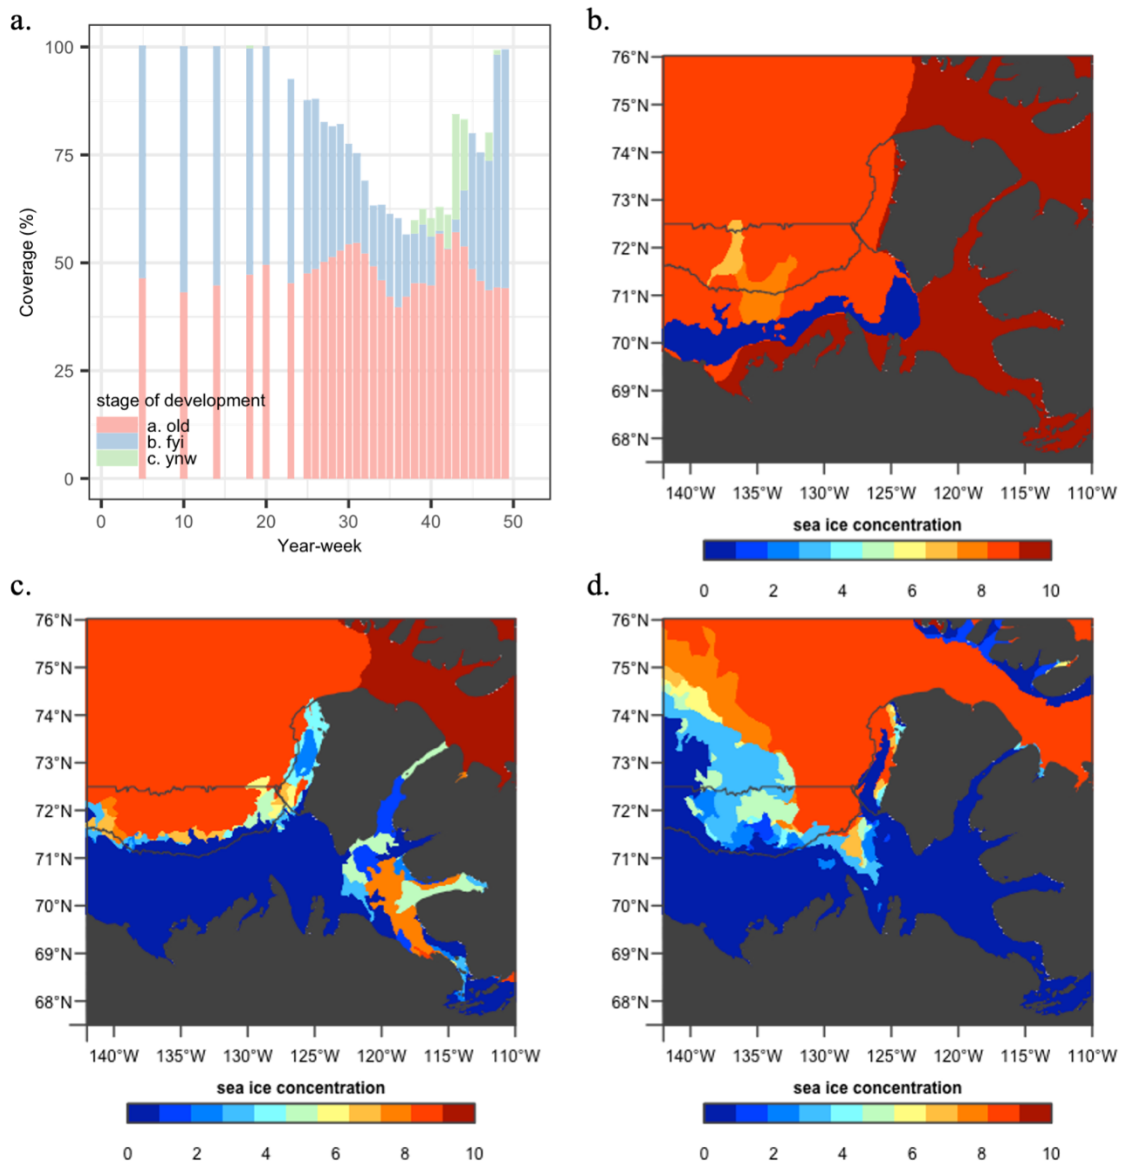 a.
100
75
50
25
0
Coverage (%)
stage of development
a. old
b. fyi
c. ynw
0 10 20 30 40 50
Year-week
b.
76°N
75°N
74°N
73°N
72°N
71°N
70°N
69°N
68°N
140°W 135°W 130°W 125°W 120°W 115°W 110°W
sea ice concentration
0 2 4 6 8 10
c.
76°N
75°N
74°N
73°N
72°N
71°N
70°N
69°N
68°N
140°W 135°W 130°W 125°W 120°W 115°W 110°W
sea ice concentration
0 2 4 6 8 10
d.
76°N
75°N
74°N
73°N
72°N
71°N
70°N
69°N
68°N
140°W 135°W 130°W 125°W 120°W 115°W 110°W
sea ice concentration
0 2 4 6 8 10